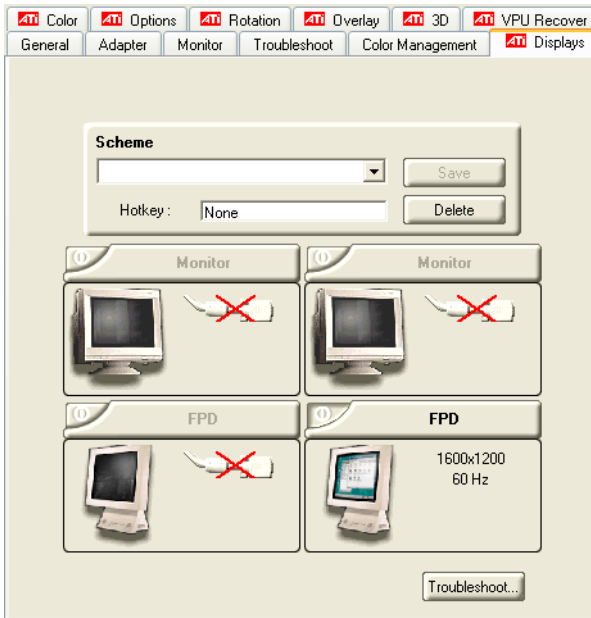 ATI Color ATI Options ATI Rotation ATI Overlay ATI 3D ATI VPU Recover
General Adapter Monitor Troubleshoot Color Management ATI Displays
Scheme
Save
Hotkey : None Delete
Monitor Monitor
FPD FPD
1600x1200
60 Hz
Troubleshoot...